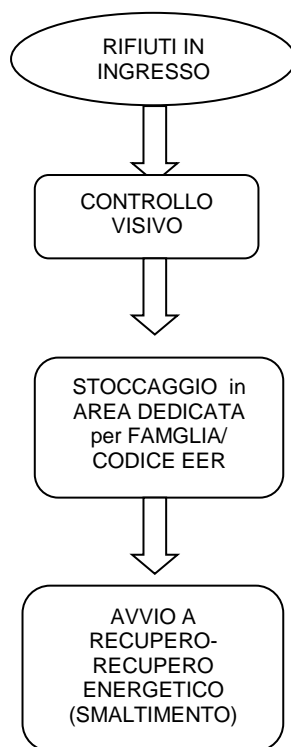 RIFIUTI IN
INGRESSO
CONTROLLO
VISIVO
STOCCAGGIO in
AREA DEDICATA
per FAMGLIA/
CODICE EER
AVVIO A
RECUPERO-
RECUPERO
ENERGETICO
(SMALTIMENTO)